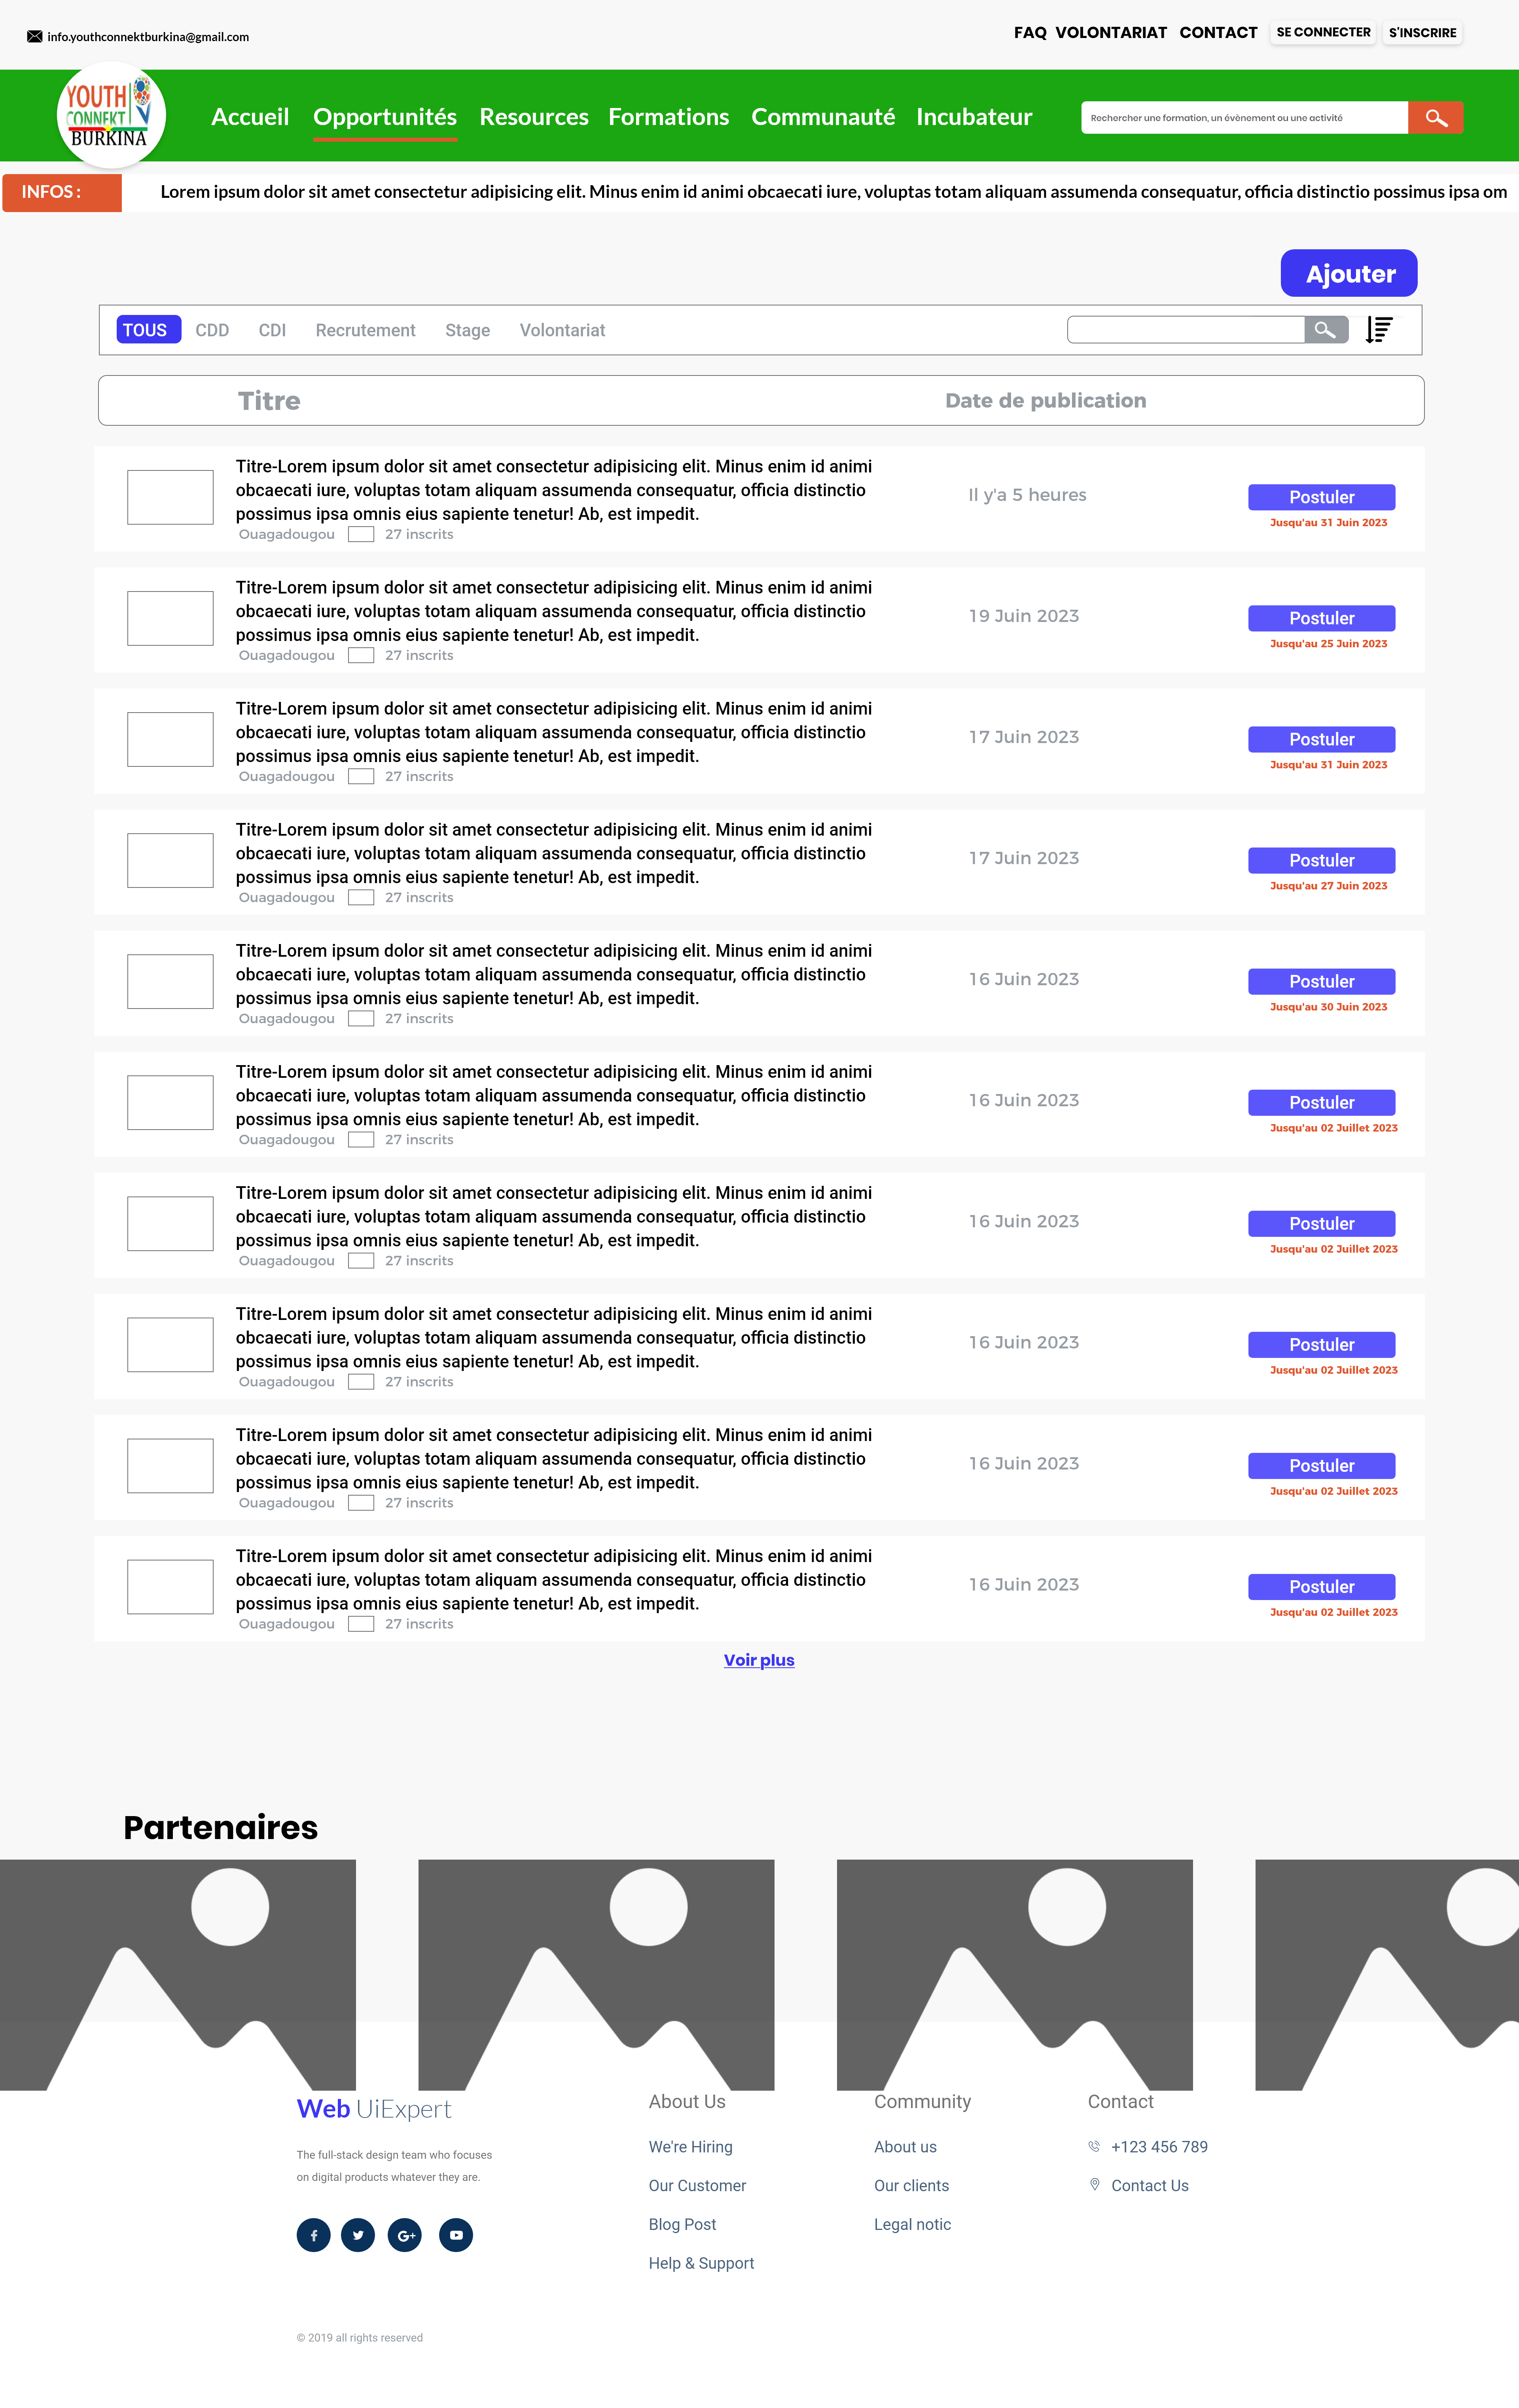 info.youthconnektburkina@gmail.com
FAQ VOLONTARIAT CONTACT SE CONNECTER S'INSCRIRE
YOUTH
CONNEKT
BURKINA
Accueil Opportunités Resources Formations Communauté Incubateur
Rechercher une formation, un évènement ou une activité
INFOS :
Lorem ipsum dolor sit amet consectetur adipisicing elit. Minus enim id animi obcaecati iure, voluptas totam aliquam assumenda consequatur, officia distinctio possimus ipsa om
Ajouter
TOUS CDD CDI Recrutement Stage Volontariat
Titre Date de publication
Titre-Lorem ipsum dolor sit amet consectetur adipisicing elit. Minus enim id animi
obcaecati iure, voluptas totam aliquam assumenda consequatur, officia distinctio
possimus ipsa omnis eius sapiente tenetur! Ab, est impedit.
Ouagadougou 27 inscrits
Il y'a 5 heures
Postuler
Jusqu'au 31 Juin 2023
Titre-Lorem ipsum dolor sit amet consectetur adipisicing elit. Minus enim id animi
obcaecati iure, voluptas totam aliquam assumenda consequatur, officia distinctio
possimus ipsa omnis eius sapiente tenetur! Ab, est impedit.
Ouagadougou 27 inscrits
19 Juin 2023
Postuler
Jusqu'au 25 Juin 2023
Titre-Lorem ipsum dolor sit amet consectetur adipisicing elit. Minus enim id animi
obcaecati iure, voluptas totam aliquam assumenda consequatur, officia distinctio
possimus ipsa omnis eius sapiente tenetur! Ab, est impedit.
Ouagadougou 27 inscrits
17 Juin 2023
Postuler
Jusqu'au 31 Juin 2023
Titre-Lorem ipsum dolor sit amet consectetur adipisicing elit. Minus enim id animi
obcaecati iure, voluptas totam aliquam assumenda consequatur, officia distinctio
possimus ipsa omnis eius sapiente tenetur! Ab, est impedit.
Ouagadougou 27 inscrits
17 Juin 2023
Postuler
Jusqu'au 27 Juin 2023
Titre-Lorem ipsum dolor sit amet consectetur adipisicing elit. Minus enim id animi
obcaecati iure, voluptas totam aliquam assumenda consequatur, officia distinctio
possimus ipsa omnis eius sapiente tenetur! Ab, est impedit.
Ouagadougou 27 inscrits
16 Juin 2023
Postuler
Jusqu'au 30 Juin 2023
Titre-Lorem ipsum dolor sit amet consectetur adipisicing elit. Minus enim id animi
obcaecati iure, voluptas totam aliquam assumenda consequatur, officia distinctio
possimus ipsa omnis eius sapiente tenetur! Ab, est impedit.
Ouagadougou 27 inscrits
16 Juin 2023
Postuler
Jusqu'au 02 Juillet 2023
Titre-Lorem ipsum dolor sit amet consectetur adipisicing elit. Minus enim id animi
obcaecati iure, voluptas totam aliquam assumenda consequatur, officia distinctio
possimus ipsa omnis eius sapiente tenetur! Ab, est impedit.
Ouagadougou 27 inscrits
16 Juin 2023
Postuler
Jusqu'au 02 Juillet 2023
Titre-Lorem ipsum dolor sit amet consectetur adipisicing elit. Minus enim id animi
obcaecati iure, voluptas totam aliquam assumenda consequatur, officia distinctio
possimus ipsa omnis eius sapiente tenetur! Ab, est impedit.
Ouagadougou 27 inscrits
16 Juin 2023
Postuler
Jusqu'au 02 Juillet 2023
Titre-Lorem ipsum dolor sit amet consectetur adipisicing elit. Minus enim id animi
obcaecati iure, voluptas totam aliquam assumenda consequatur, officia distinctio
possimus ipsa omnis eius sapiente tenetur! Ab, est impedit.
Ouagadougou 27 inscrits
16 Juin 2023
Postuler
Jusqu'au 02 Juillet 2023
Titre-Lorem ipsum dolor sit amet consectetur adipisicing elit. Minus enim id animi
obcaecati iure, voluptas totam aliquam assumenda consequatur, officia distinctio
possimus ipsa omnis eius sapiente tenetur! Ab, est impedit.
Ouagadougou 27 inscrits
16 Juin 2023
Postuler
Jusqu'au 02 Juillet 2023
Voir plus
Partenaires
Web UiExpert
The full-stack design team who focuses
on digital products whatever they are.
G+
© 2019 all rights reserved
About Us
We're Hiring
Our Customer
Blog Post
Help & Support
Community
About us
Our clients
Legal notic
Contact
+123 456 789
Contact Us